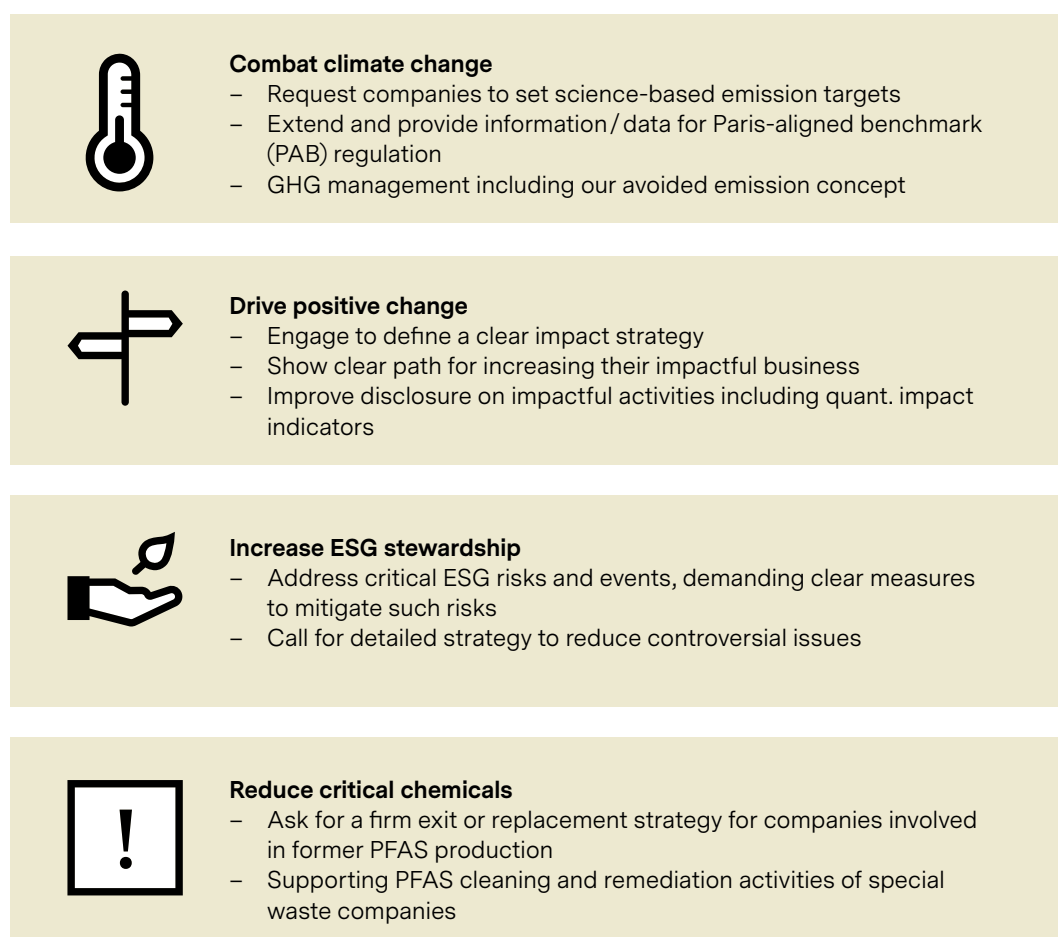 Combat climate change
– Request companies to set science-based emission targets
– Extend and provide information/data for Paris-aligned benchmark
(PAB) regulation
– GHG management including our avoided emission concept
Drive positive change
– Engage to define a clear impact strategy
– Show clear path for increasing their impactful business
– Improve disclosure on impactful activities including quant. impact
indicators
Increase ESG stewardship
– Address critical ESG risks and events, demanding clear measures
to mitigate such risks
– Call for detailed strategy to reduce controversial issues
!
Reduce critical chemicals
– Ask for a firm exit or replacement strategy for companies involved
in former PFAS production
– Supporting PFAS cleaning and remediation activities of special
waste companies